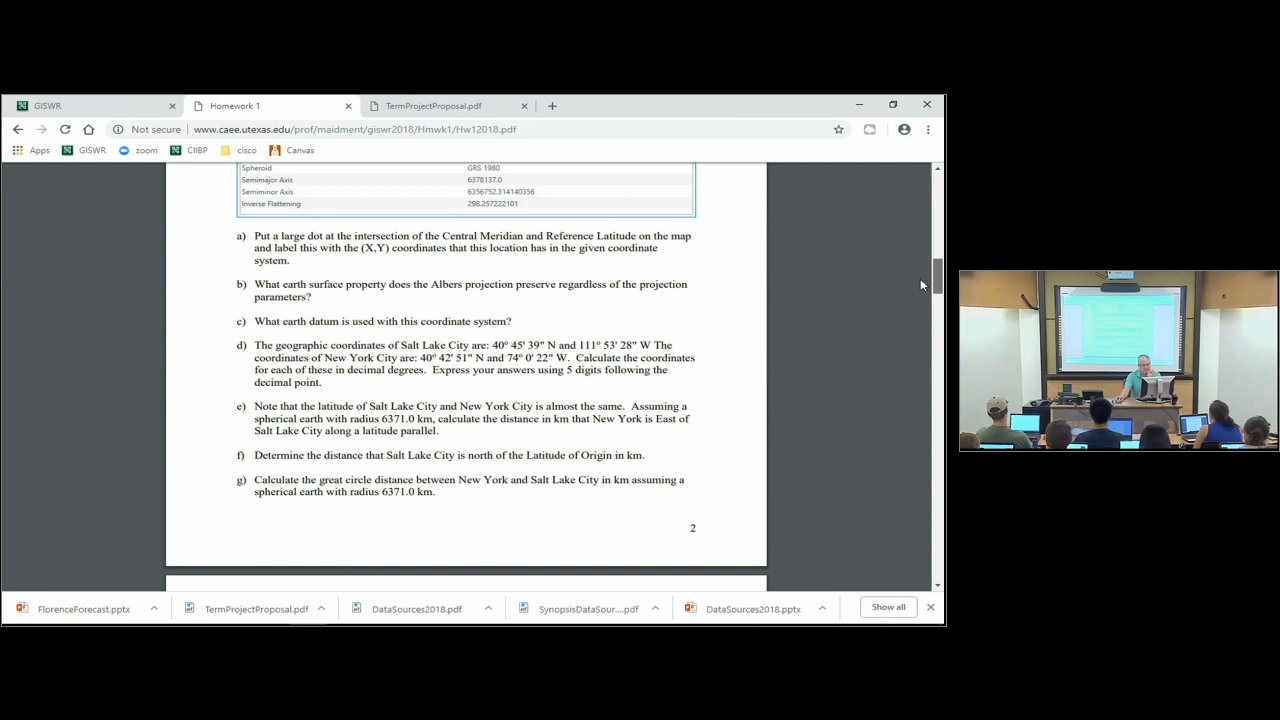 GISWR
Homework 1
TermProjectProposal.pdf
Not secure
www.caee.utexas.edu/prof/maidment/giswr2018/Hmwk1/Hw12018.pdf
Apps GISWR zoom CIIBP cisco Canvas
Spheroid GRS 1980
Semimajor Axis 6378137.0
Semiminor Axis 6356752.314140356
Inverse Flattening 298.257222101
a) Put a large dot at the intersection of the Central Meridian and Reference Latitude on the map
and label this with the (X,Y) coordinates that this location has in the given coordinate
system.
b) What earth surface property does the Albers projection preserve regardless of the projection
parameters?
c) What earth datum is used with this coordinate system?
d) The geographic coordinates of Salt Lake City are: 40º 45' 39" N and 111º 53' 28" W The
coordinates of New York City are: 40º 42' 51" N and 74º 0' 22" W. Calculate the coordinates
for each of these in decimal degrees. Express your answers using 5 digits following the
decimal point.
e) Note that the latitude of Salt Lake City and New York City is almost the same. Assuming a
spherical earth with radius 6371.0 km, calculate the distance in km that New York is East of
Salt Lake City along a latitude parallel.
f) Determine the distance that Salt Lake City is north of the Latitude of Origin in km.
g) Calculate the great circle distance between New York and Salt Lake City in km assuming a
spherical earth with radius 6371.0 km.
2
FlorenceForecast.pptx
TermProjectProposal.pdf
DataSources2018.pdf
SynopsisDataSour....pdf
DataSources2018.pptx
Show all